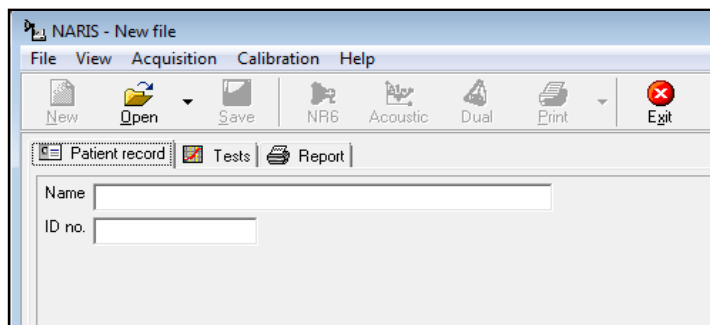 NARIS - New file
File View Acquisition Calibration Help
New Open Save NR6 Acoustic Dual Print Exit
Patient record Tests Report
Name
ID no.